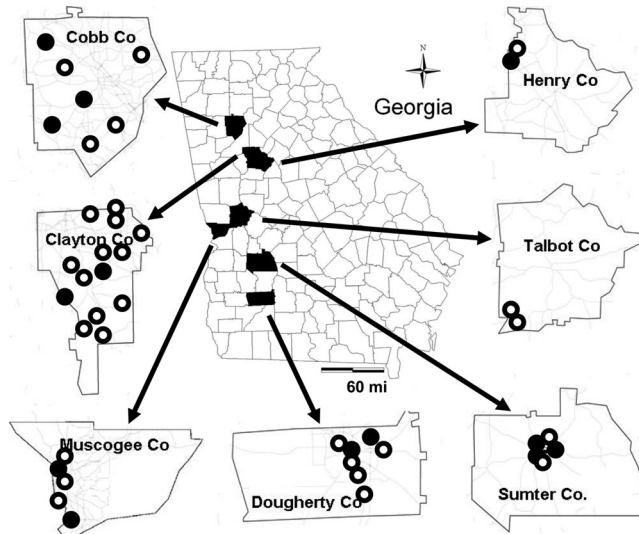 Cobb Co
N
Georgia
Henry Co
Clayton Co
Talbot Co
60 mi
Muscogee Co
Dougherty Co
Sumter Co.